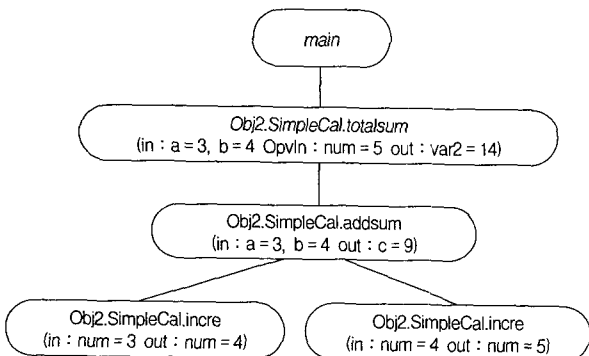 main
Obj2.SimpleCal.totalsum
(in : a = 3, b = 4 OpvIn : num = 5 out : var2 = 14)
Obj2.SimpleCal.addsum
(in : a = 3, b = 4 out : c = 9)
Obj2.SimpleCal.incre
(in : num = 3 out : num = 4)
Obj2.SimpleCal.incre
(in : num = 4 out : num = 5)